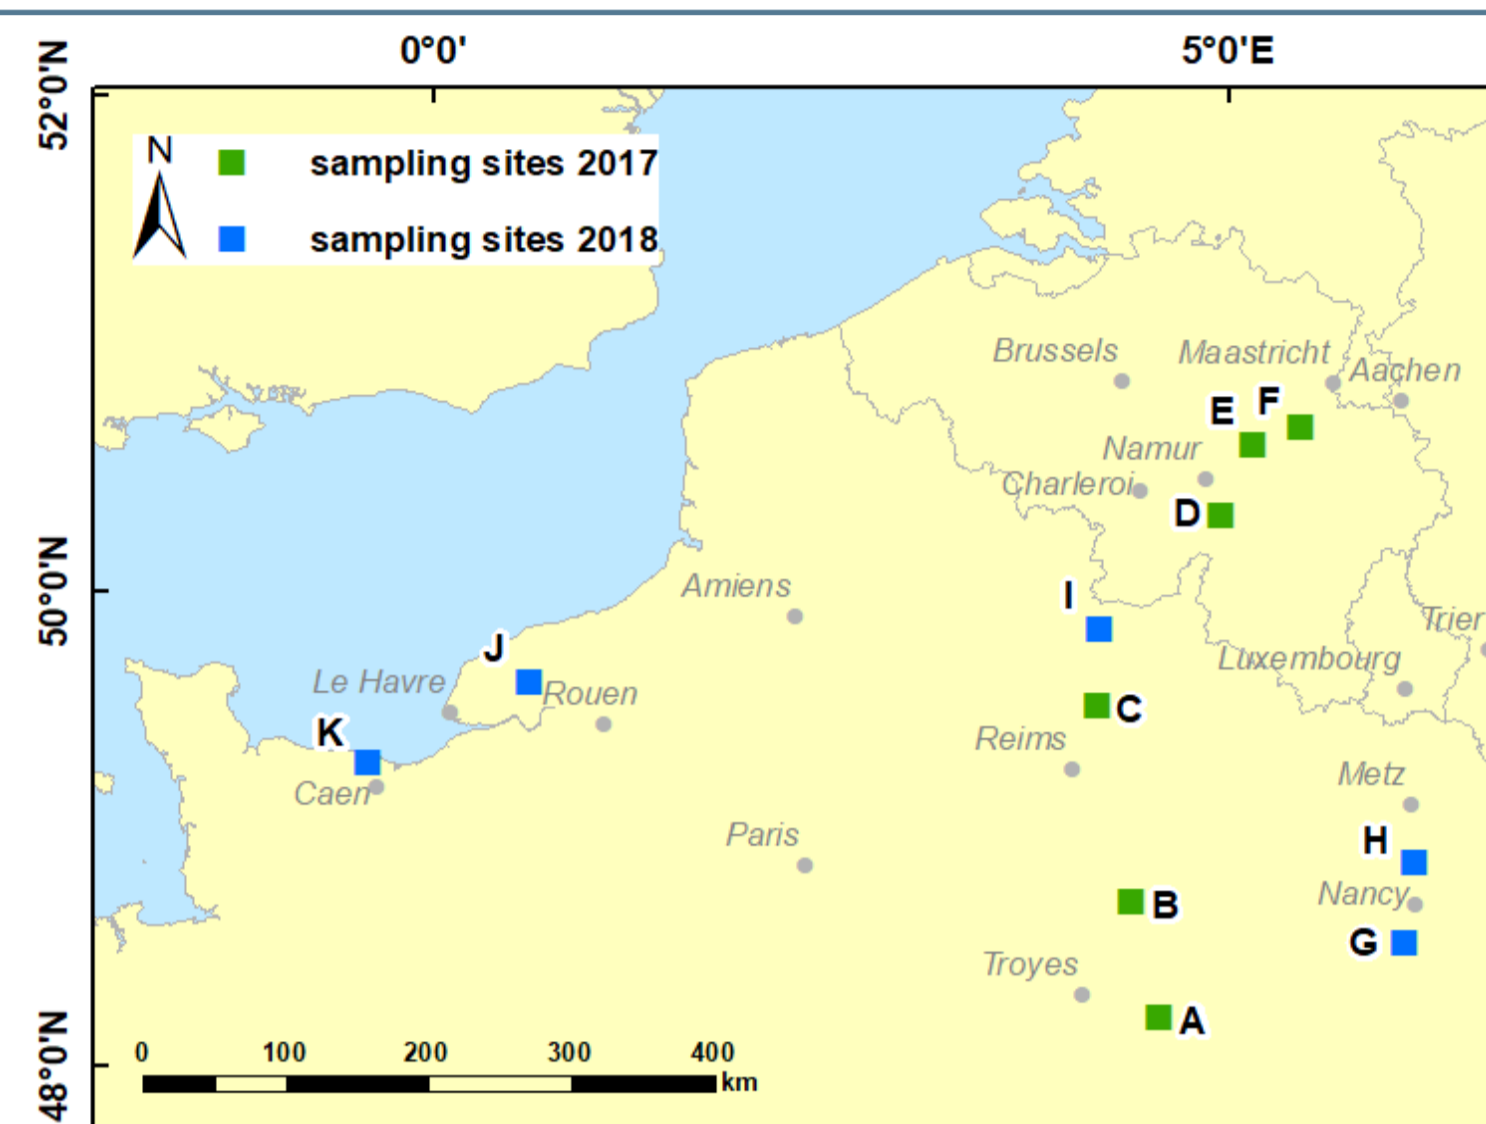 0°0'
5°0'E
52°0'N
N
sampling sites 2017
sampling sites 2018
Brussels
Maastricht
Aachen
E
F
Namur
Charleroi
D
50°0'N
Amiens
I
Trier
J
Luxembourg
Le Havre
Rouen
C
K
Reims
Caen
Metz
Paris
H
Nancy
B
G
Troyes
A
48°0'N
0 100 200 300 400
km